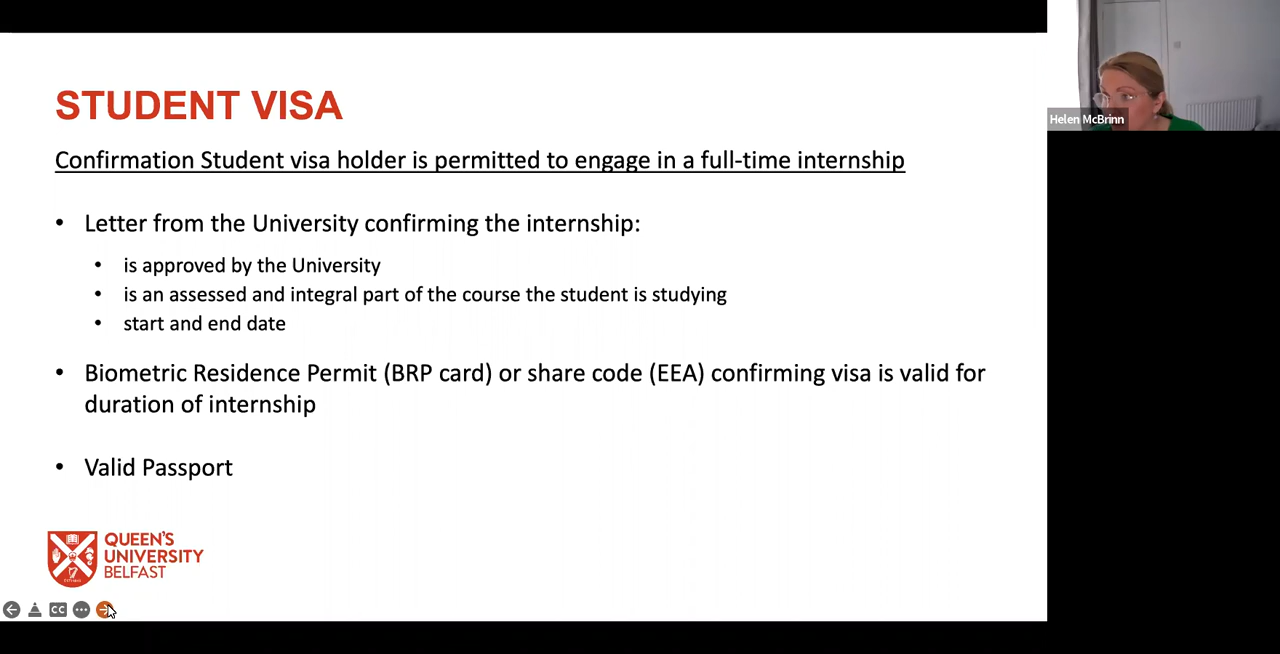 STUDENT VISA
Confirmation Student visa holder is permitted to engage in a full-time internship
• Letter from the University confirming the internship:
• is approved by the University
• is an assessed and integral part of the course the student is studying
• start and end date
• Biometric Residence Permit (BRP card) or share code (EEA) confirming visa is valid for
duration of internship
• Valid Passport
QUEEN'S
UNIVERSITY
BELFAST
CC
Helen McBrinn